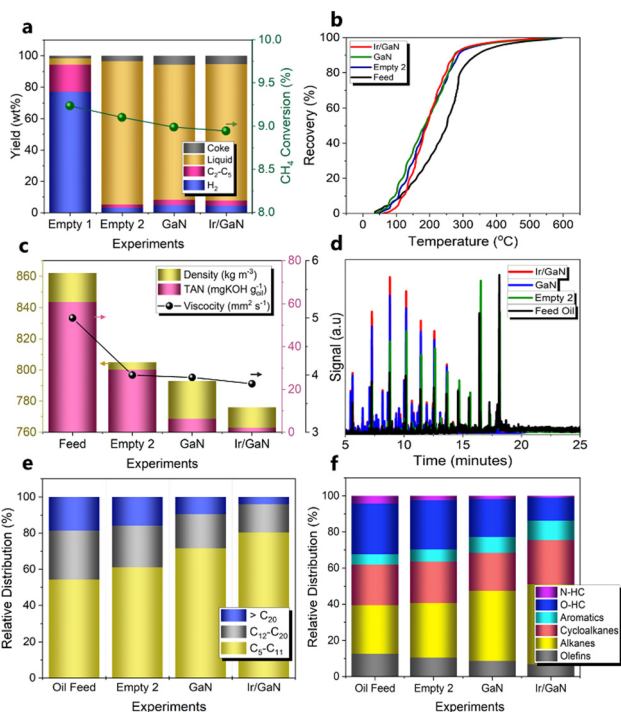 a
Yield (wt%)
100
80
60
40
20
0
10.0
9.5
9.0
8.5
8.0
CH₄ Conversion (%)
Coke
Liquid
C₂-C₅
H₂
Empty 1 Empty 2 GaN Ir/GaN
Experiments
b
Recovery (%)
100
80
60
40
20
0
Ir/GaN
GaN
Empty 2
Feed
0 100 200 300 400 500 600
Temperature (°C)
c
860
840
820
800
780
760
80
60
40
20
0
6
5
4
3
Density (kg m⁻³)
TAN (mgKOH g⁻¹oil)
Viscocity (mm² s⁻¹)
Feed Empty 2 GaN Ir/GaN
Experiments
d
Signal (a.u)
Ir/GaN
GaN
Empty 2
Feed Oil
5 10 15 20 25
Time (minutes)
e
Relative Distribution (%)
100
80
60
40
20
0
> C₂₀
C₁₂-C₂₀
C₅-C₁₁
Oil Feed Empty 2 GaN Ir/GaN
Experiments
f
Relative Distribution (%)
100
80
60
40
20
0
N-HC
O-HC
Aromatics
Cycloalkanes
Alkanes
Olefins
Oil Feed Empty 2 GaN Ir/GaN
Experiments